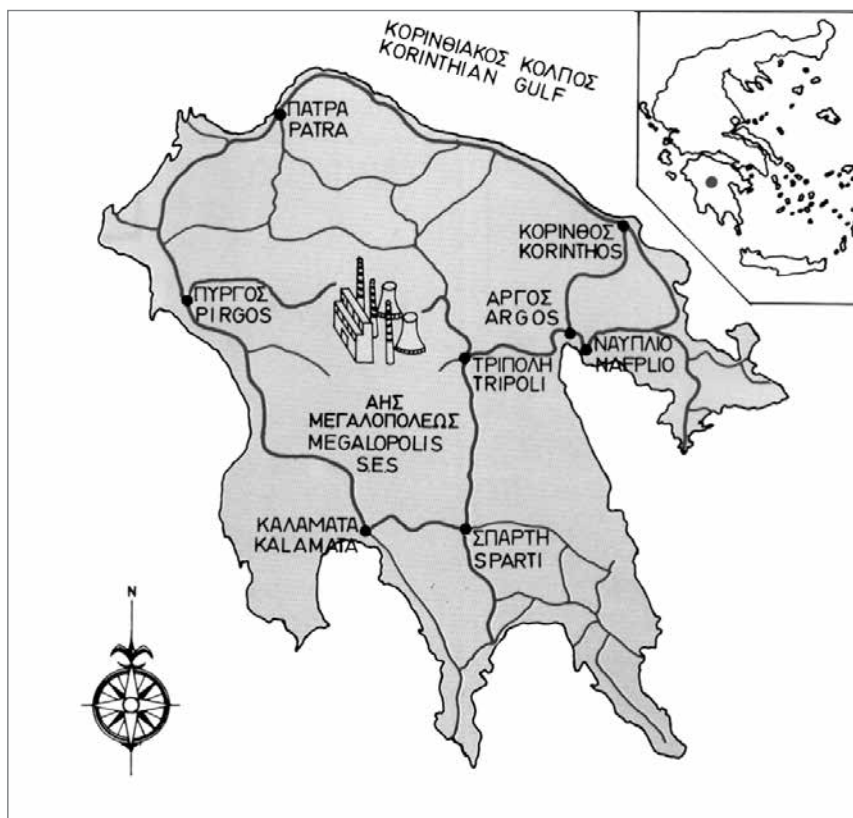 ΚΟΡΙΝΘΙΑΚΟΣ ΚΟΛΠΟΣ
KORINTHIAN GULF
ΠΑΤΡΑ
PATRA
ΚΟΡΙΝΘΟΣ
KORINTHOS
ΠΥΡΓΟΣ
PIRGOS
ΑΡΓΟΣ
ARGOS
ΝΑΥΠΛΙΟ
NAFPLIO
ΤΡΙΠΟΛΗ
TRIPOLI
ΑΗΣ
ΜΕΓΑΛΟΠΟΛΕΩΣ
MEGALOPOLIS
S.E.S
ΚΑΛΑΜΑΤΑ
KALAMATA
ΣΠΑΡΤΗ
SPARTI
N